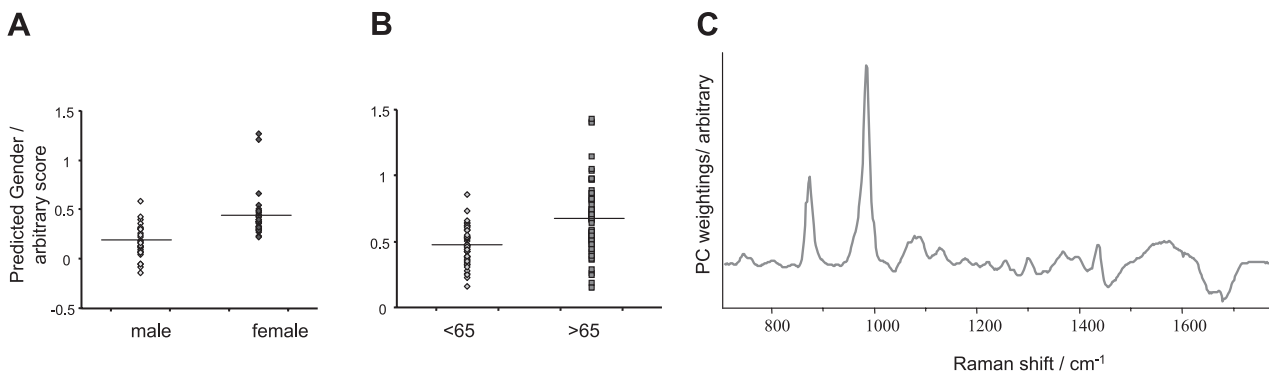 A
B
C
Predicted Gender /
arbitrary score
1.5
1
0.5
0
-0.5
male
female
1.5
1
0.5
0
<65
>65
PC weightings/ arbitrary
800
1000
1200
1400
1600
Raman shift / cm⁻¹